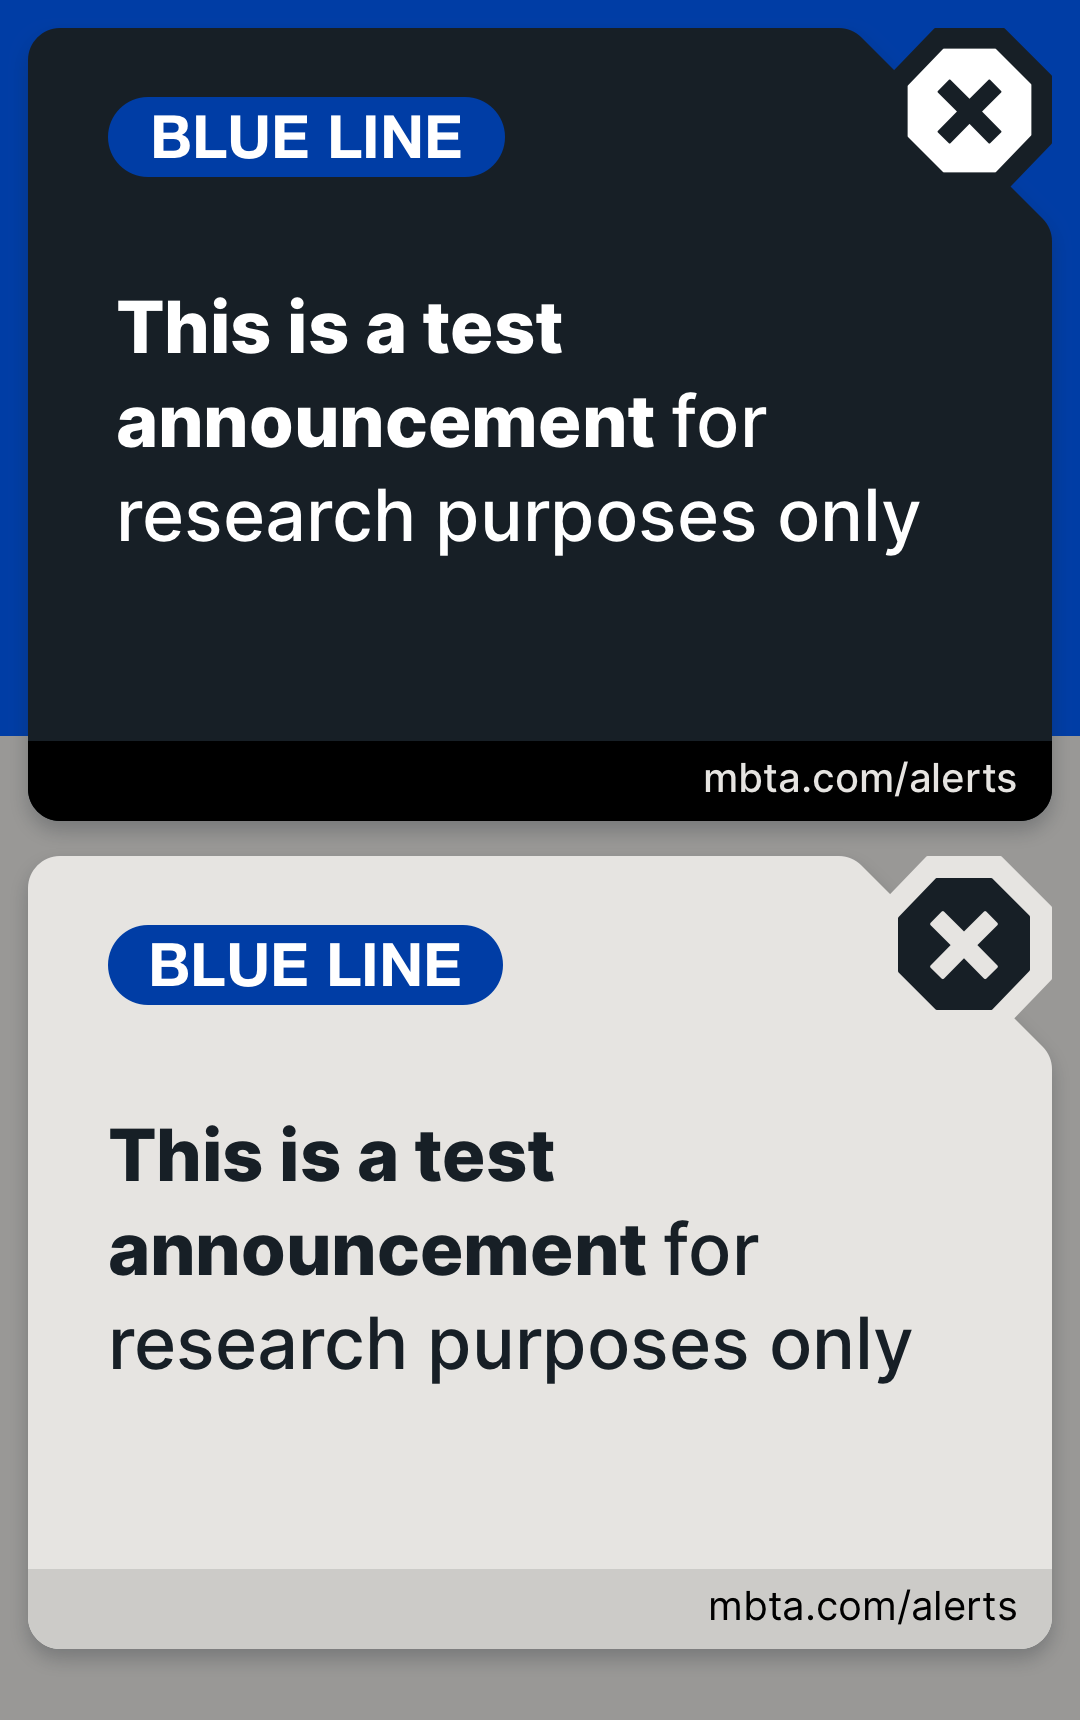 BLUE LINE
This is a test
announcement for
research purposes only
mbta.com/alerts
BLUE LINE
This is a test
announcement for
research purposes only
mbta.com/alerts